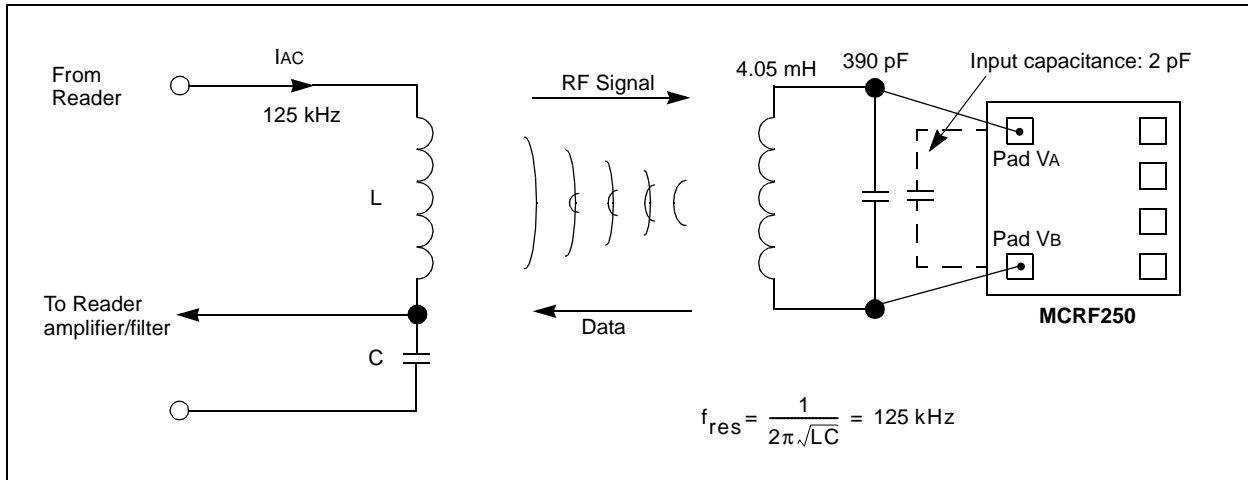 From
Reader
IAC
125 kHz
L
To Reader
amplifier/filter
C
RF Signal
Data
4.05 mH
390 pF
Input capacitance: 2 pF
Pad VA
Pad VB
MCRF250
f_res = 1 / (2π√LC) = 125 kHz